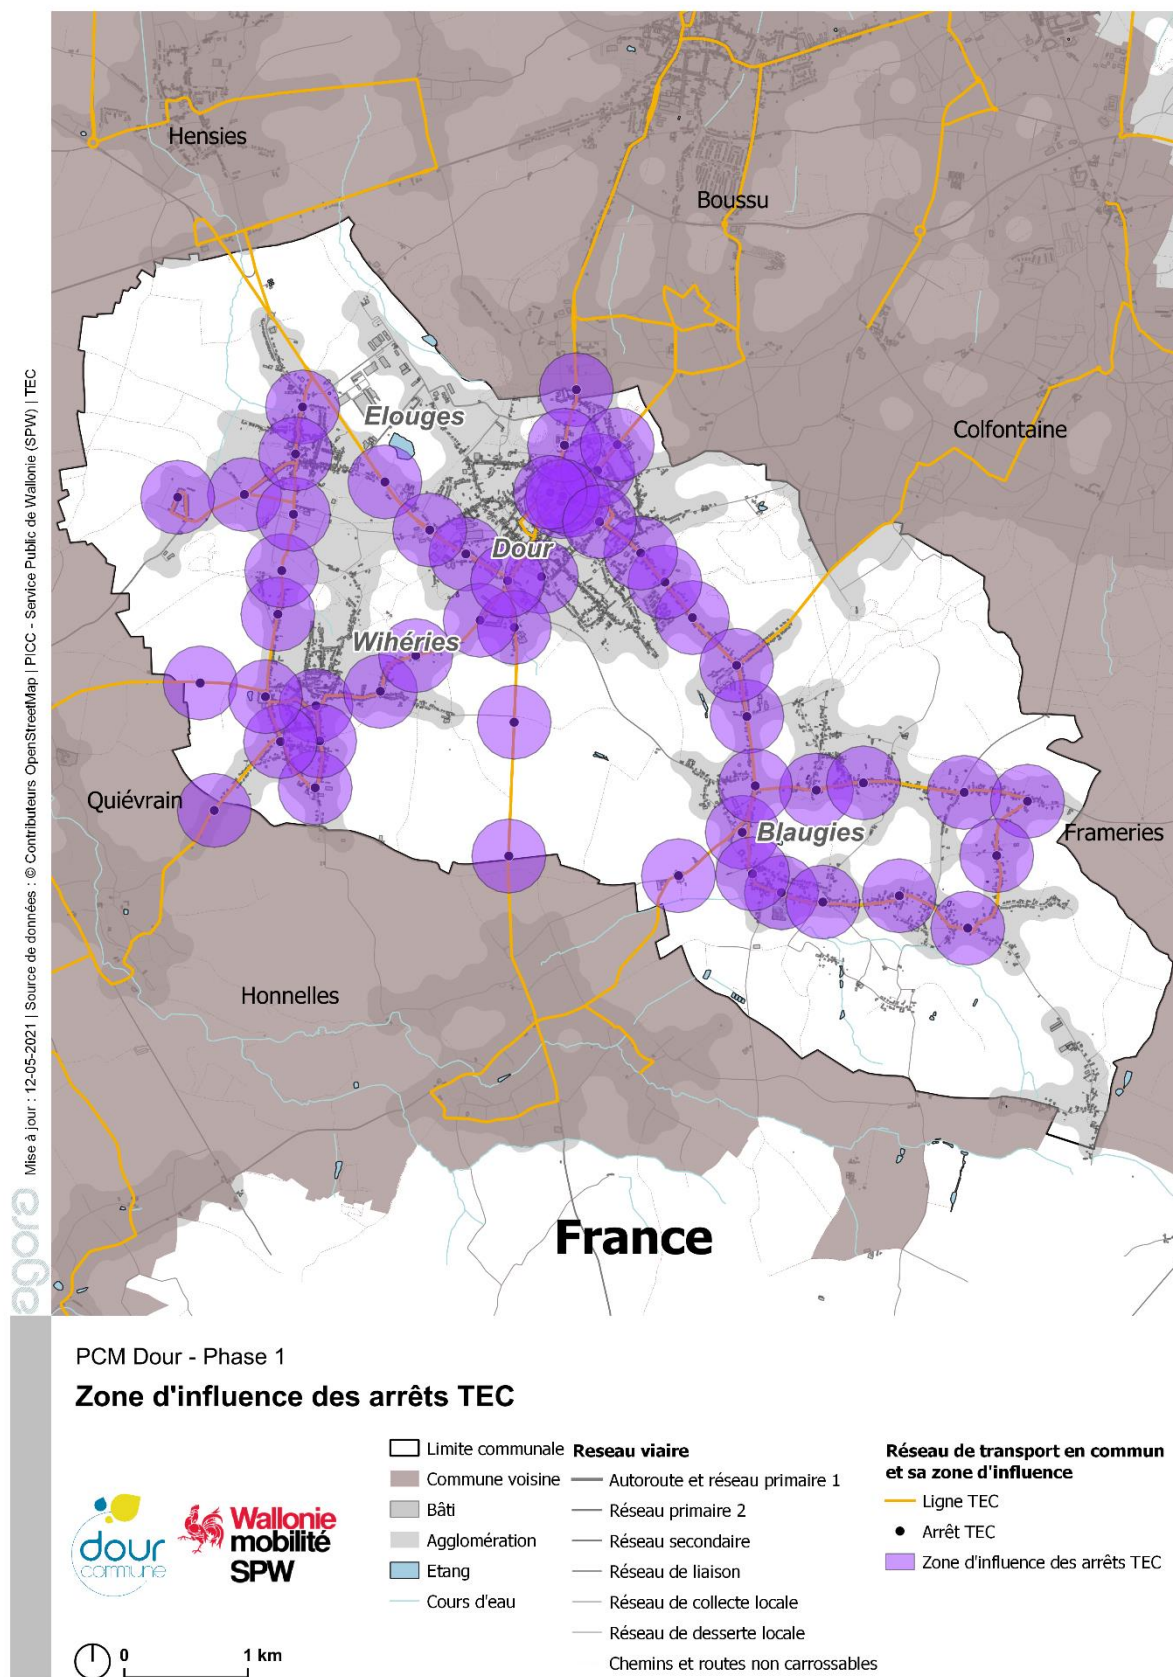 Hensies
Boussu
Elouges
Colfontaine
Dour
Wihéries
Quiévrain
Blaugies
Frameries
Honnelles
France
Mise à jour : 12-05-2021 | Source de données : © Contributeurs OpenStreetMap | PICC - Service Public de Wallonie (SPW) | TEC
agora
PCM Dour - Phase 1
Zone d'influence des arrêts TEC
dour
commune
Wallonie
mobilité
SPW
0 1 km
Limite communale
Commune voisine
Bâti
Agglomération
Etang
Cours d'eau
Reseau viaire
Autoroute et réseau primaire 1
Réseau primaire 2
Réseau secondaire
Réseau de liaison
Réseau de collecte locale
Réseau de desserte locale
Chemins et routes non carrossables
Réseau de transport en commun
et sa zone d'influence
Ligne TEC
Arrêt TEC
Zone d'influence des arrêts TEC